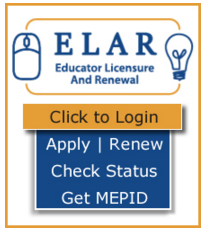 ELAR
Educator Licensure
And Renewal
Click to Login
Apply | Renew
Check Status
Get MEPID